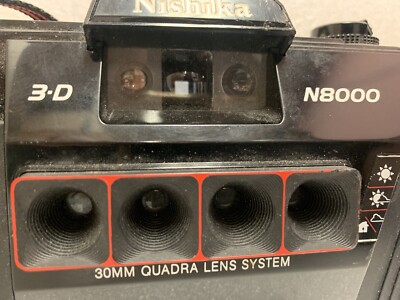 Nishika
3-D
N8000
30MM QUADRA LENS SYSTEM